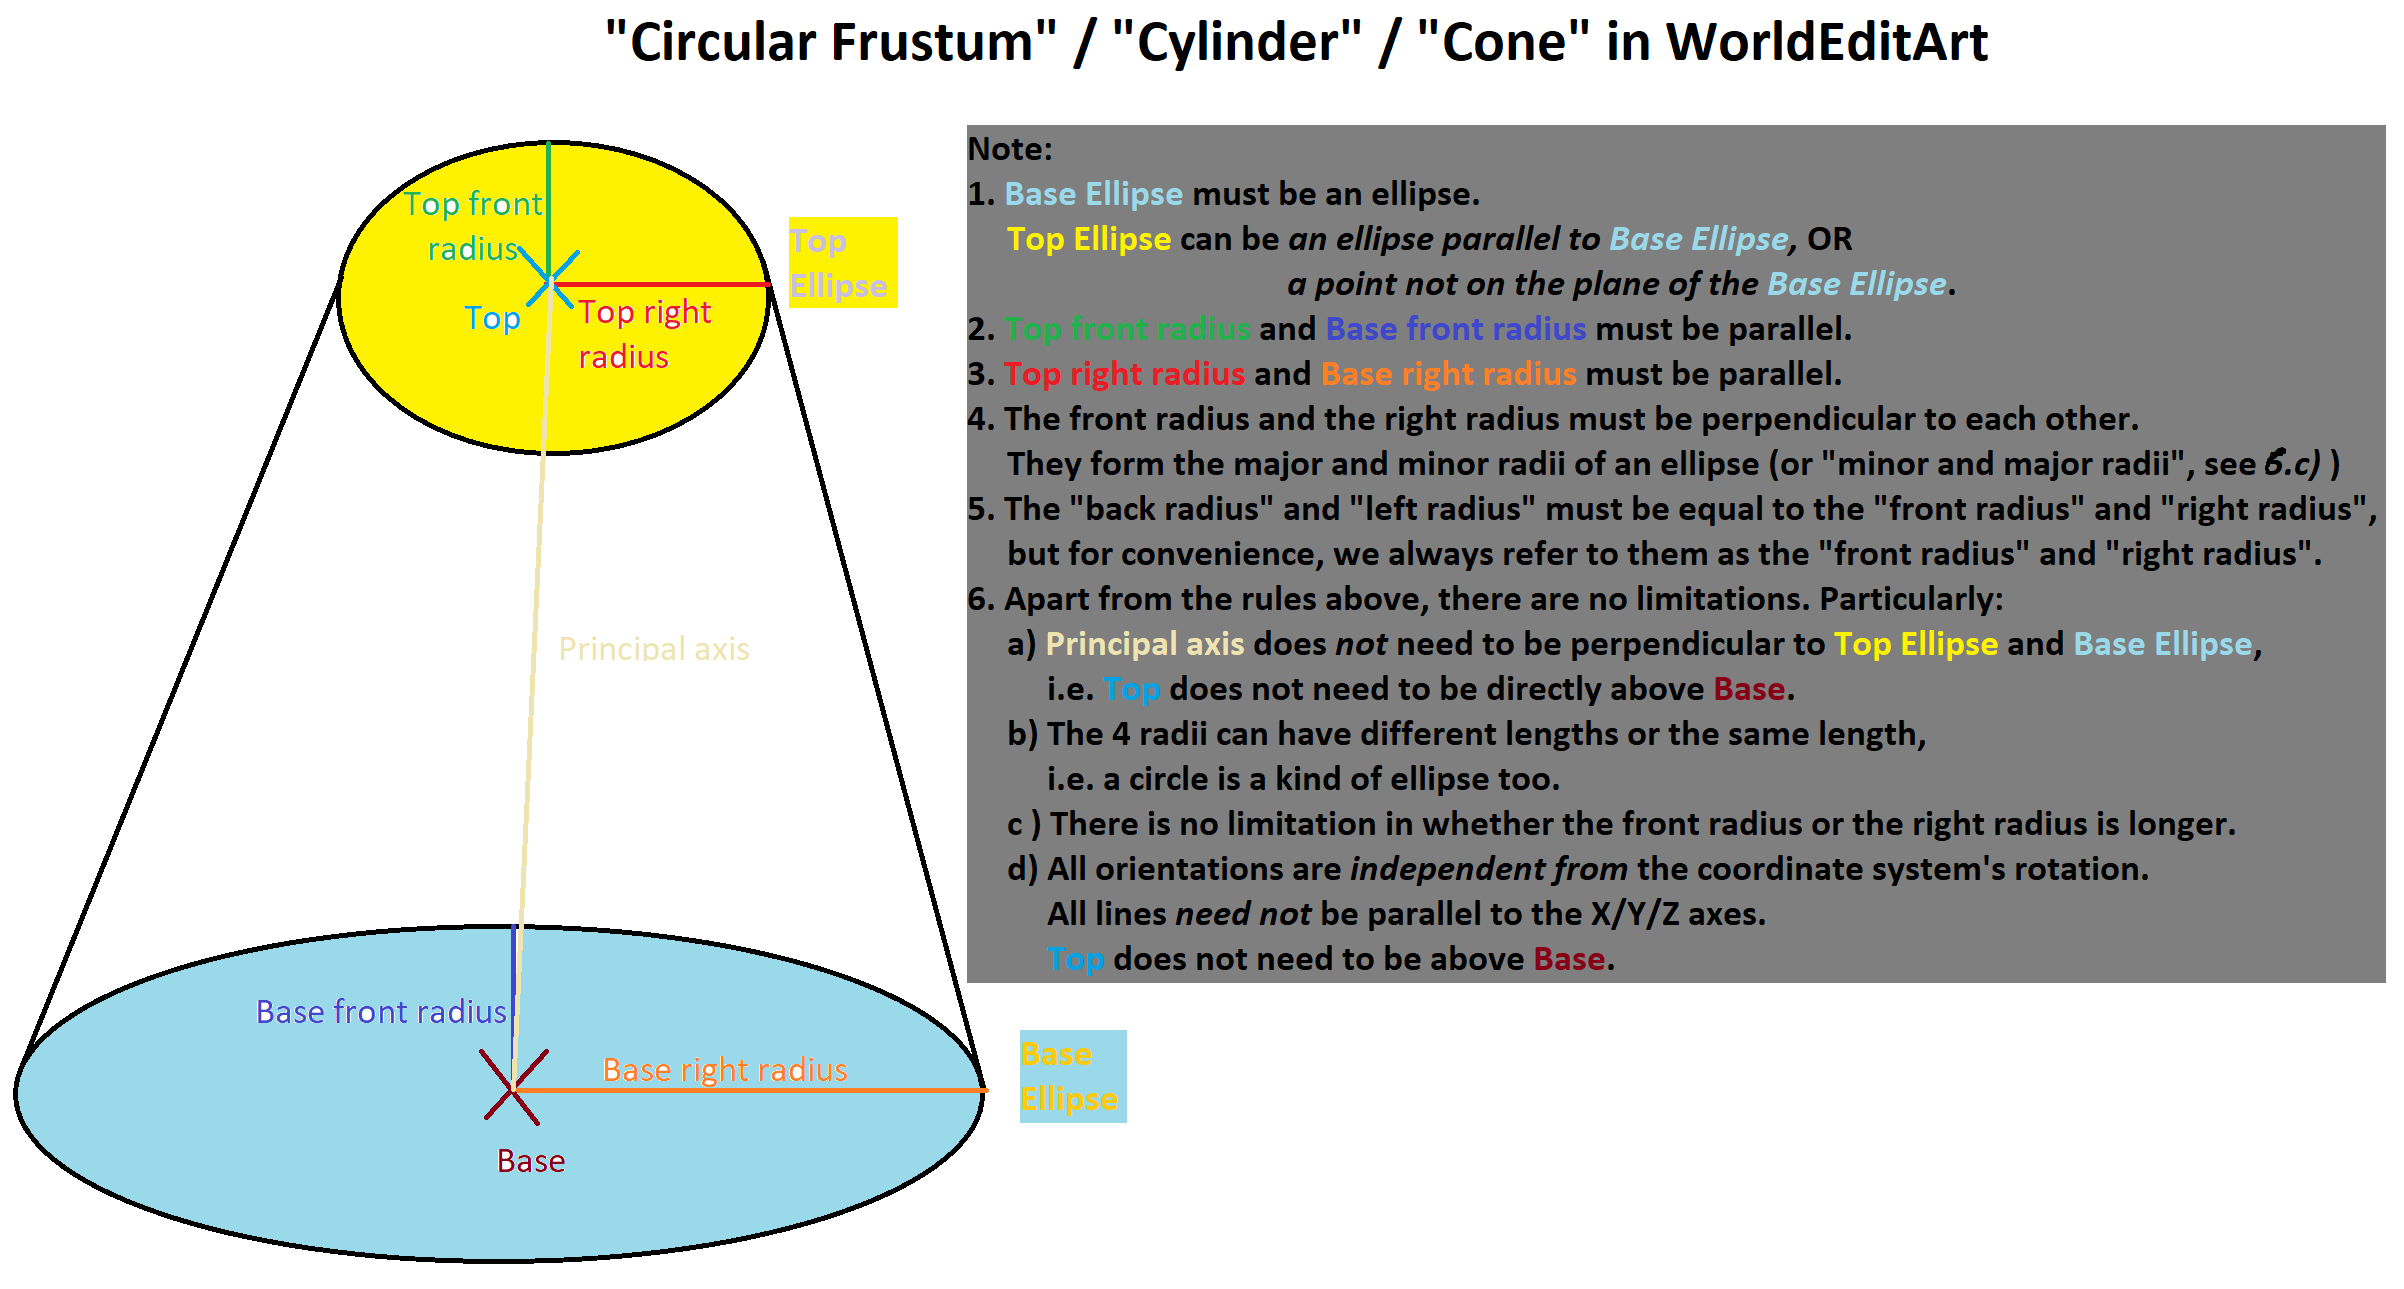 "Circular Frustum" / "Cylinder" / "Cone" in WorldEditArt
Top front
radius
Top
Top right
radius
Top
Ellipse
Principal axis
Base front radius
Base right radius
Base
Base
Ellipse
Note:
1. Base Ellipse must be an ellipse.
Top Ellipse can be an ellipse parallel to Base Ellipse, OR
a point not on the plane of the Base Ellipse.
2. Top front radius and Base front radius must be parallel.
3. Top right radius and Base right radius must be parallel.
4. The front radius and the right radius must be perpendicular to each other.
They form the major and minor radii of an ellipse (or "minor and major radii", see 6.c) )
5. The "back radius" and "left radius" must be equal to the "front radius" and "right radius",
but for convenience, we always refer to them as the "front radius" and "right radius".
6. Apart from the rules above, there are no limitations. Particularly:
a) Principal axis does not need to be perpendicular to Top Ellipse and Base Ellipse,
i.e. Top does not need to be directly above Base.
b) The 4 radii can have different lengths or the same length,
i.e. a circle is a kind of ellipse too.
c ) There is no limitation in whether the front radius or the right radius is longer.
d) All orientations are independent from the coordinate system's rotation.
All lines need not be parallel to the X/Y/Z axes.
Top does not need to be above Base.